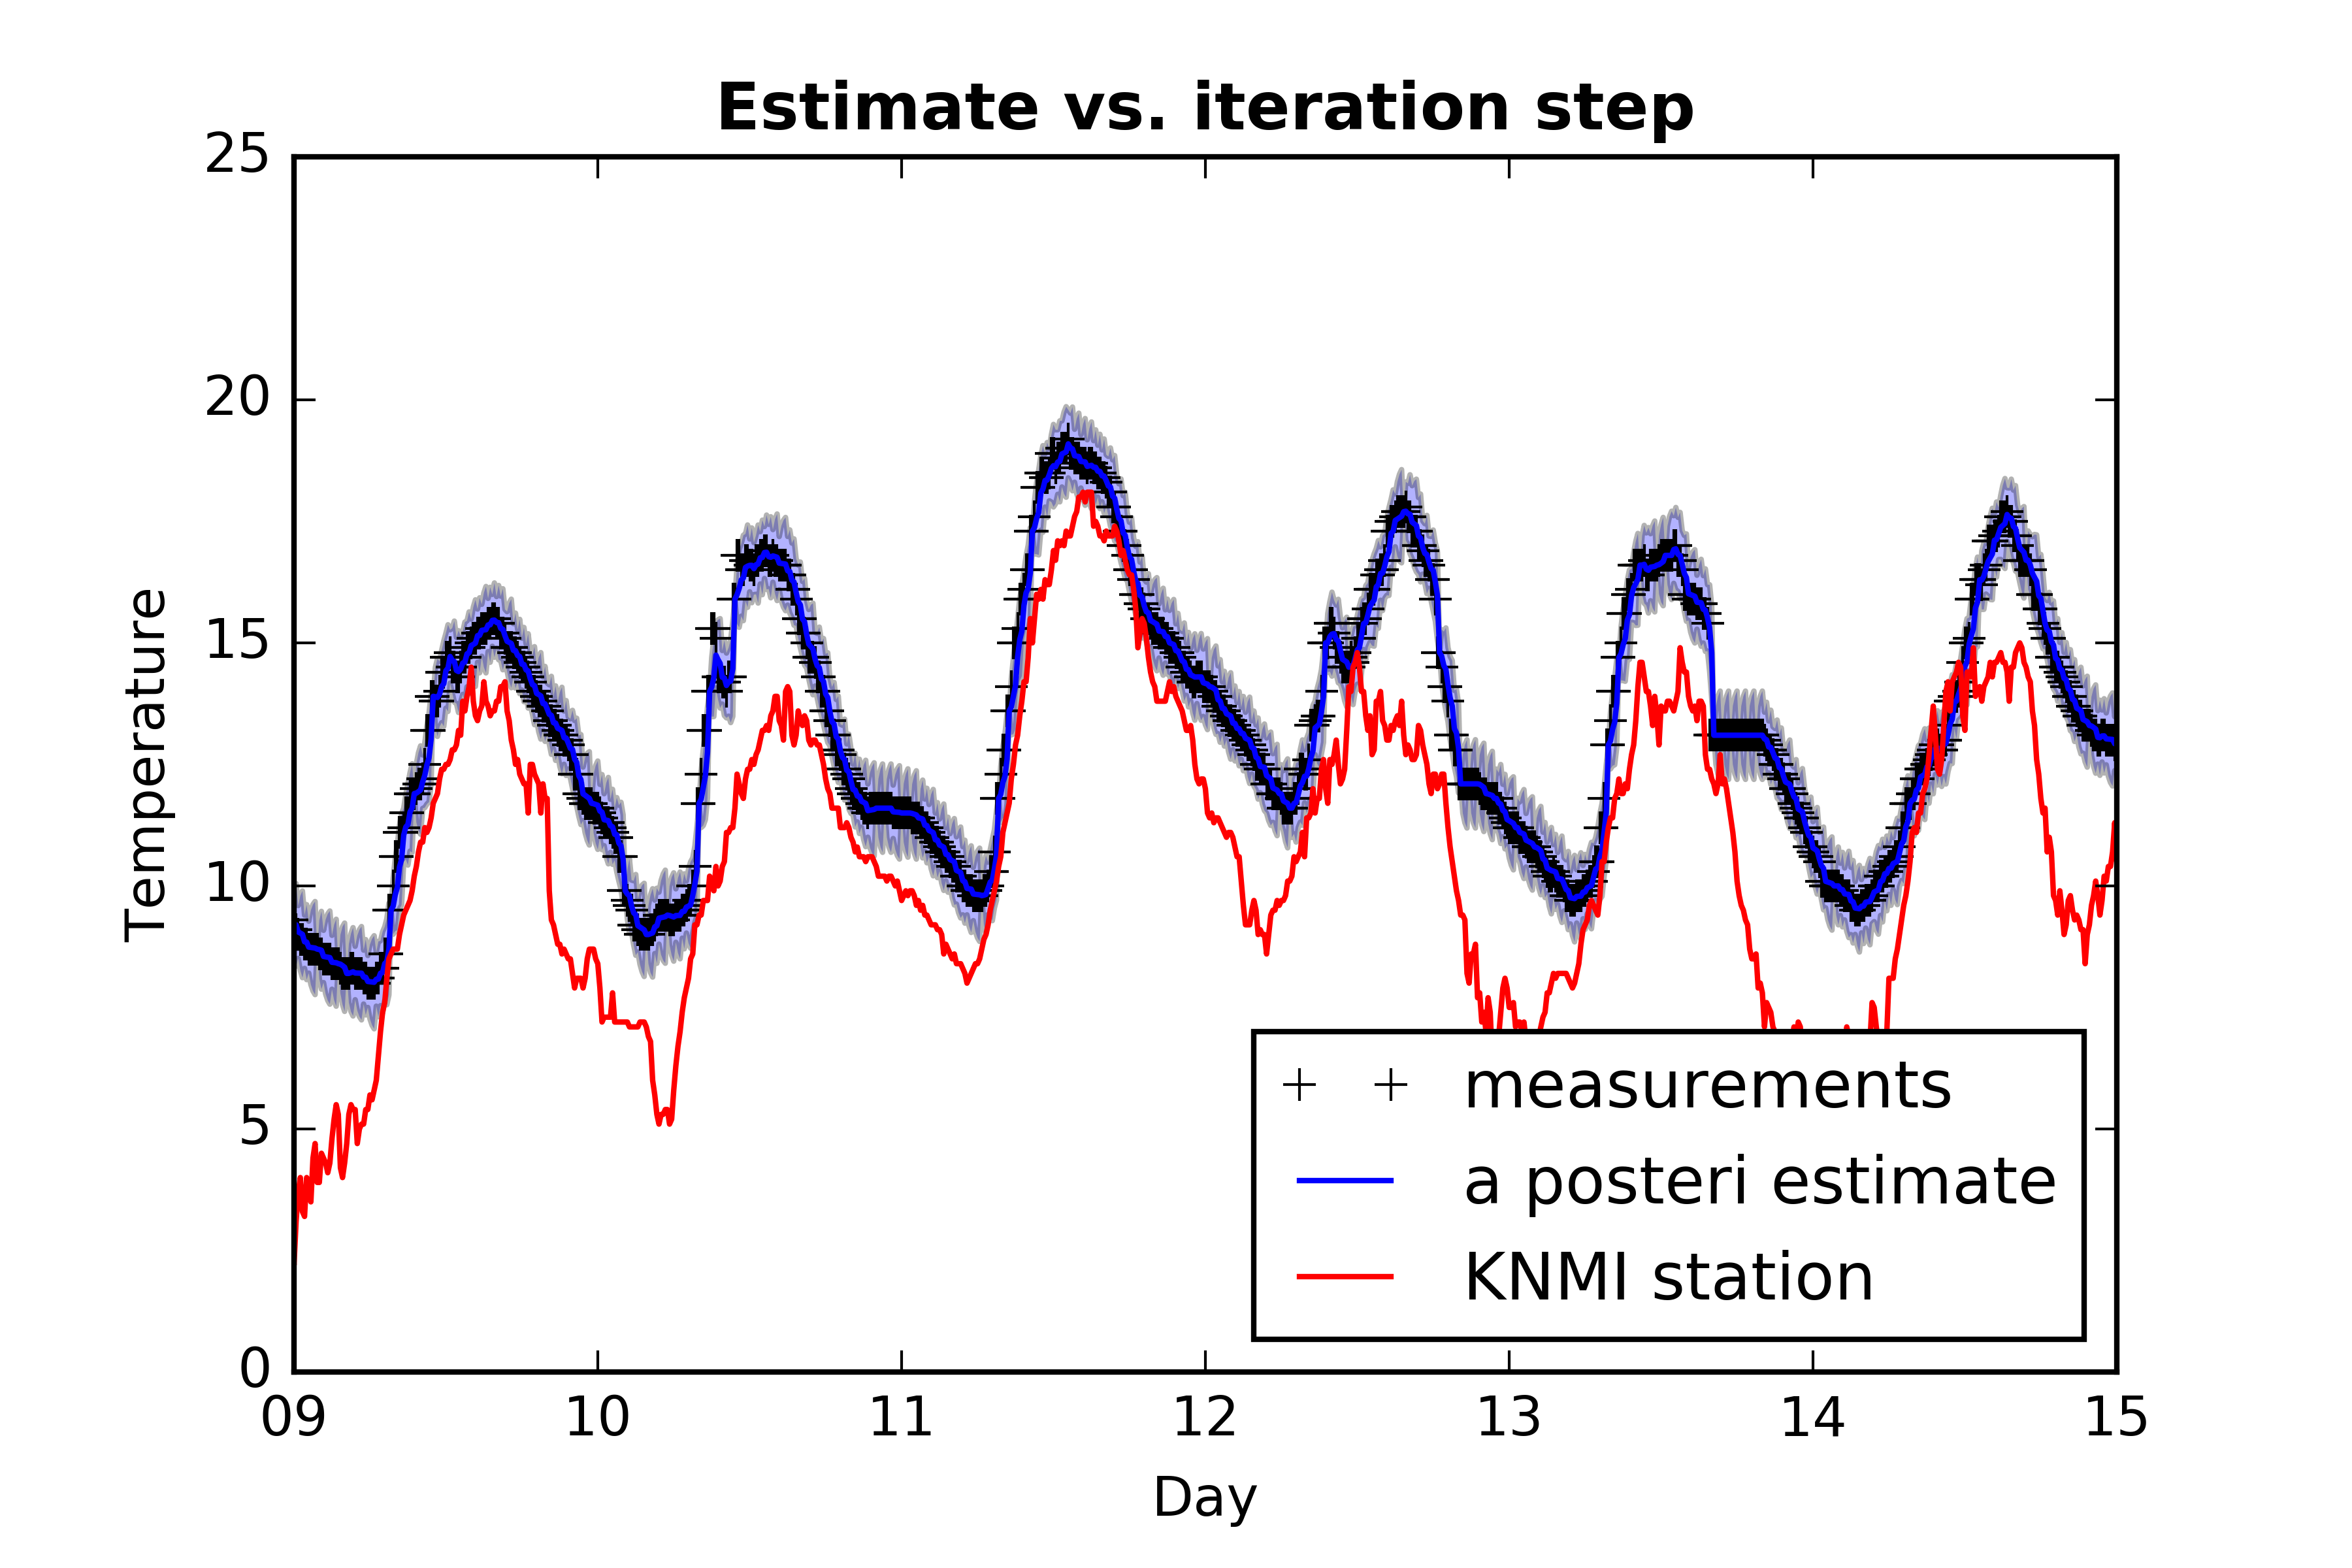 Estimate vs. iteration step
25
20
15
10
5
0
Temperature
09 10 11 12 13 14 15
Day
measurements
a posteri estimate
KNMI station